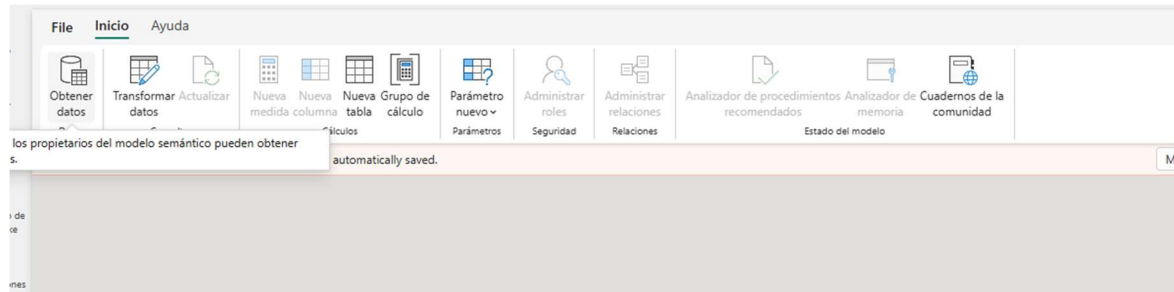 File Inicio Ayuda
Obtener datos
Transformar datos
Actualizar
Nueva medida
Nueva columna
Nueva tabla
Grupo de cálculo
Parámetro nuevo
Administrar roles
Administrar relaciones
Analizador de procedimientos recomendados
Analizador de memoria
Cuadernos de la comunidad
Parámetros
Seguridad
Relaciones
Estado del modelo
los propietarios del modelo semántico pueden obtener
automatically saved.
de